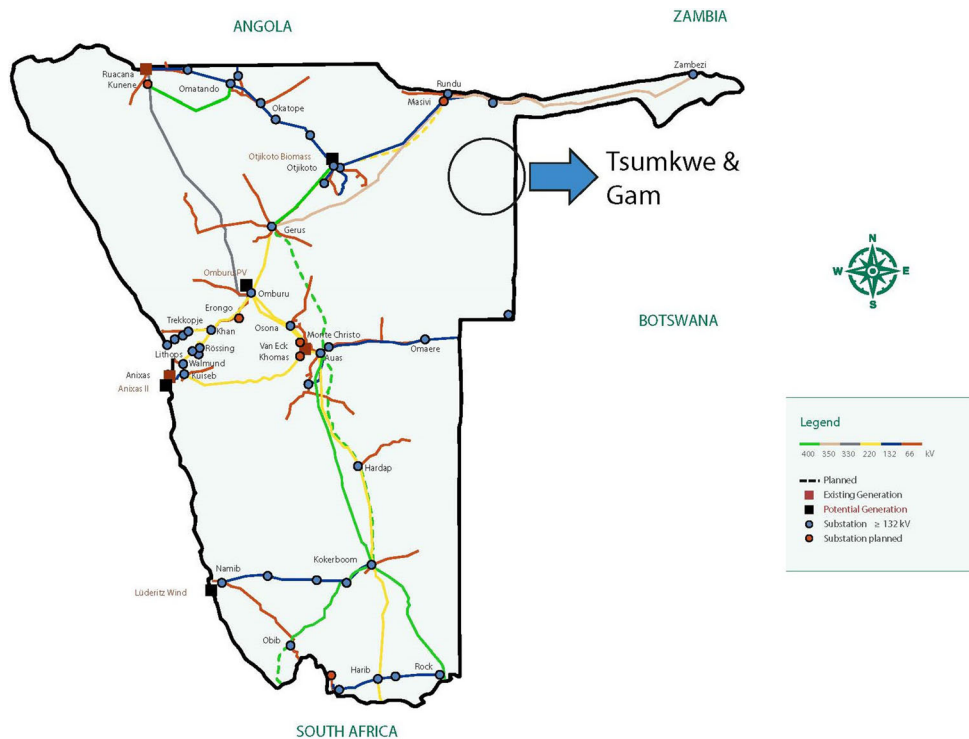 ANGOLA
ZAMBIA
Zambezi
Ruacana
Kunene
Omatando
Okatope
Rundu
Masivi
Otjikoto Biomass
Otjikoto
Tsumkwe &
Gam
Gerus
N
W
E
S
Omburu PV
Omburu
Erongo
Trekkopje
Khan
Osona
Monte Christo
BOTSWANA
Lithops
Rössing
Van Eck
Khomas
Auas
Omaere
Walmund
Kuiseb
Anixas
Anixas II
Legend
400 350 330 220 132 66 kV
Planned
Existing Generation
Potential Generation
Substation ≥ 132 kV
Substation planned
Hardap
Kokerboom
Namib
Lüderitz Wind
Obib
Harib
Rock
SOUTH AFRICA